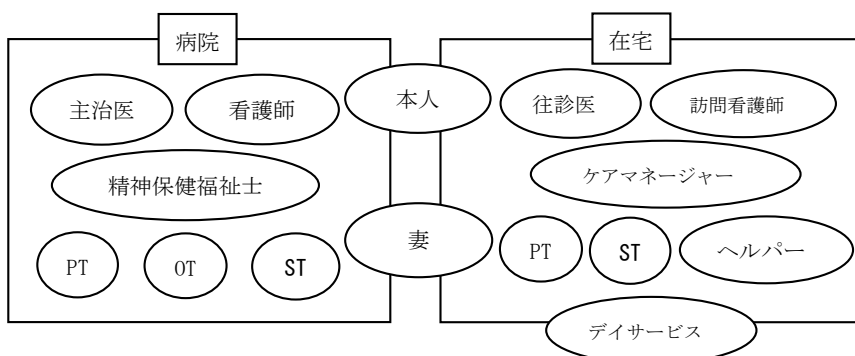 病院
在宅
主治医
看護師
本人
往診医
訪問看護師
精神保健福祉士
ケアマネージャー
妻
PT
OT
ST
PT
ST
ヘルパー
デイサービス